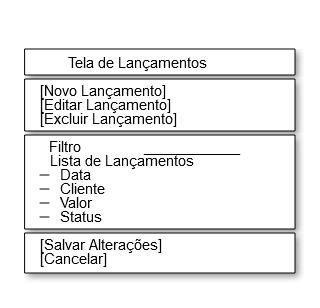 Tela de Lançamentos
[Novo Lançamento]
[Editar Lançamento]
[Excluir Lançamento]
Filtro ____________
Lista de Lançamentos
– Data
– Cliente
– Valor
– Status
[Salvar Alterações]
[Cancelar]